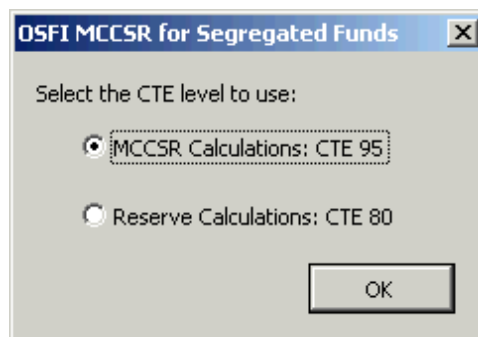 OSFI MCCSR for Segregated Funds
Select the CTE level to use:
MCCSR Calculations: CTE 95
Reserve Calculations: CTE 80
OK